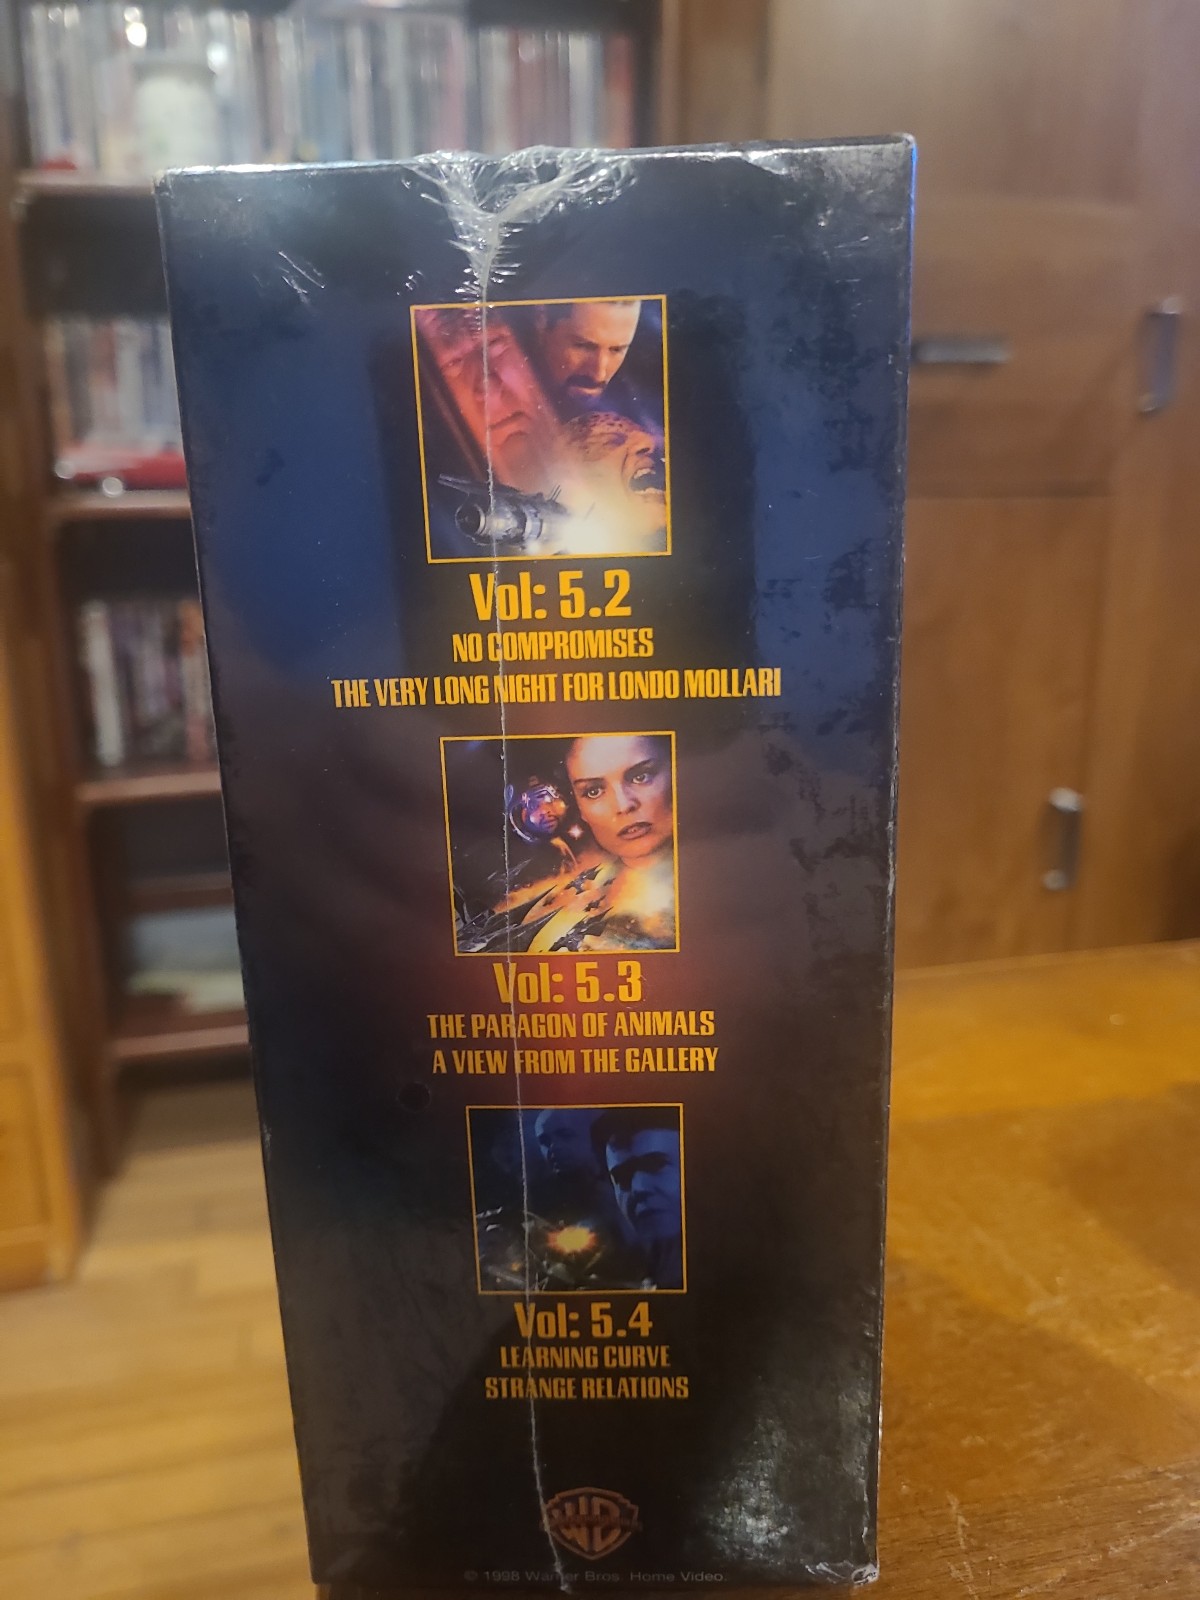 Vol: 5.2
NO COMPROMISES
THE VERY LONG NIGHT FOR LONDO MOLLARI
Vol: 5.3
THE PARAGON OF ANIMALS
A VIEW FROM THE GALLERY
Vol: 5.4
LEARNING CURVE
STRANGE RELATIONS
WB
© 1998 Warner Bros. Home Video.